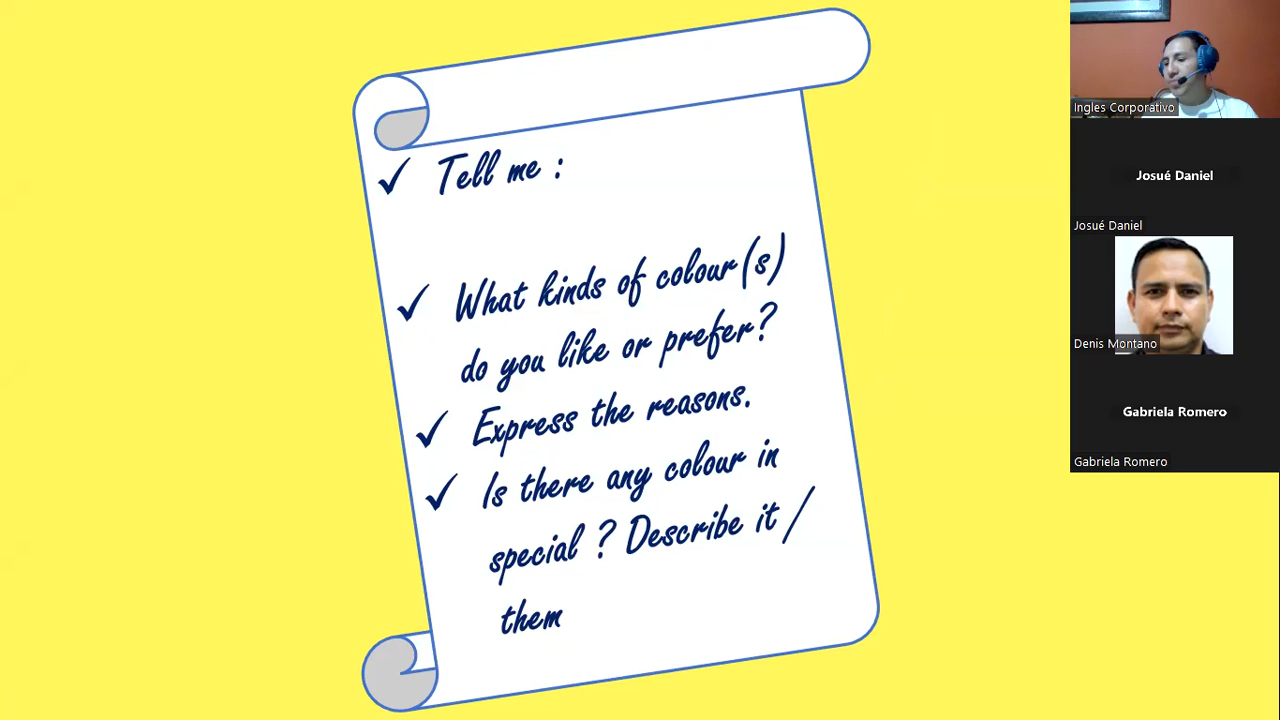 ✓ Tell me :
✓ What kinds of colour(s)
do you like or prefer?
✓ Express the reasons.
✓ Is there any colour in
special ? Describe it /
them
Ingles Corporativo
Josué Daniel
Josué Daniel
Denis Montano
Gabriela Romero
Gabriela Romero